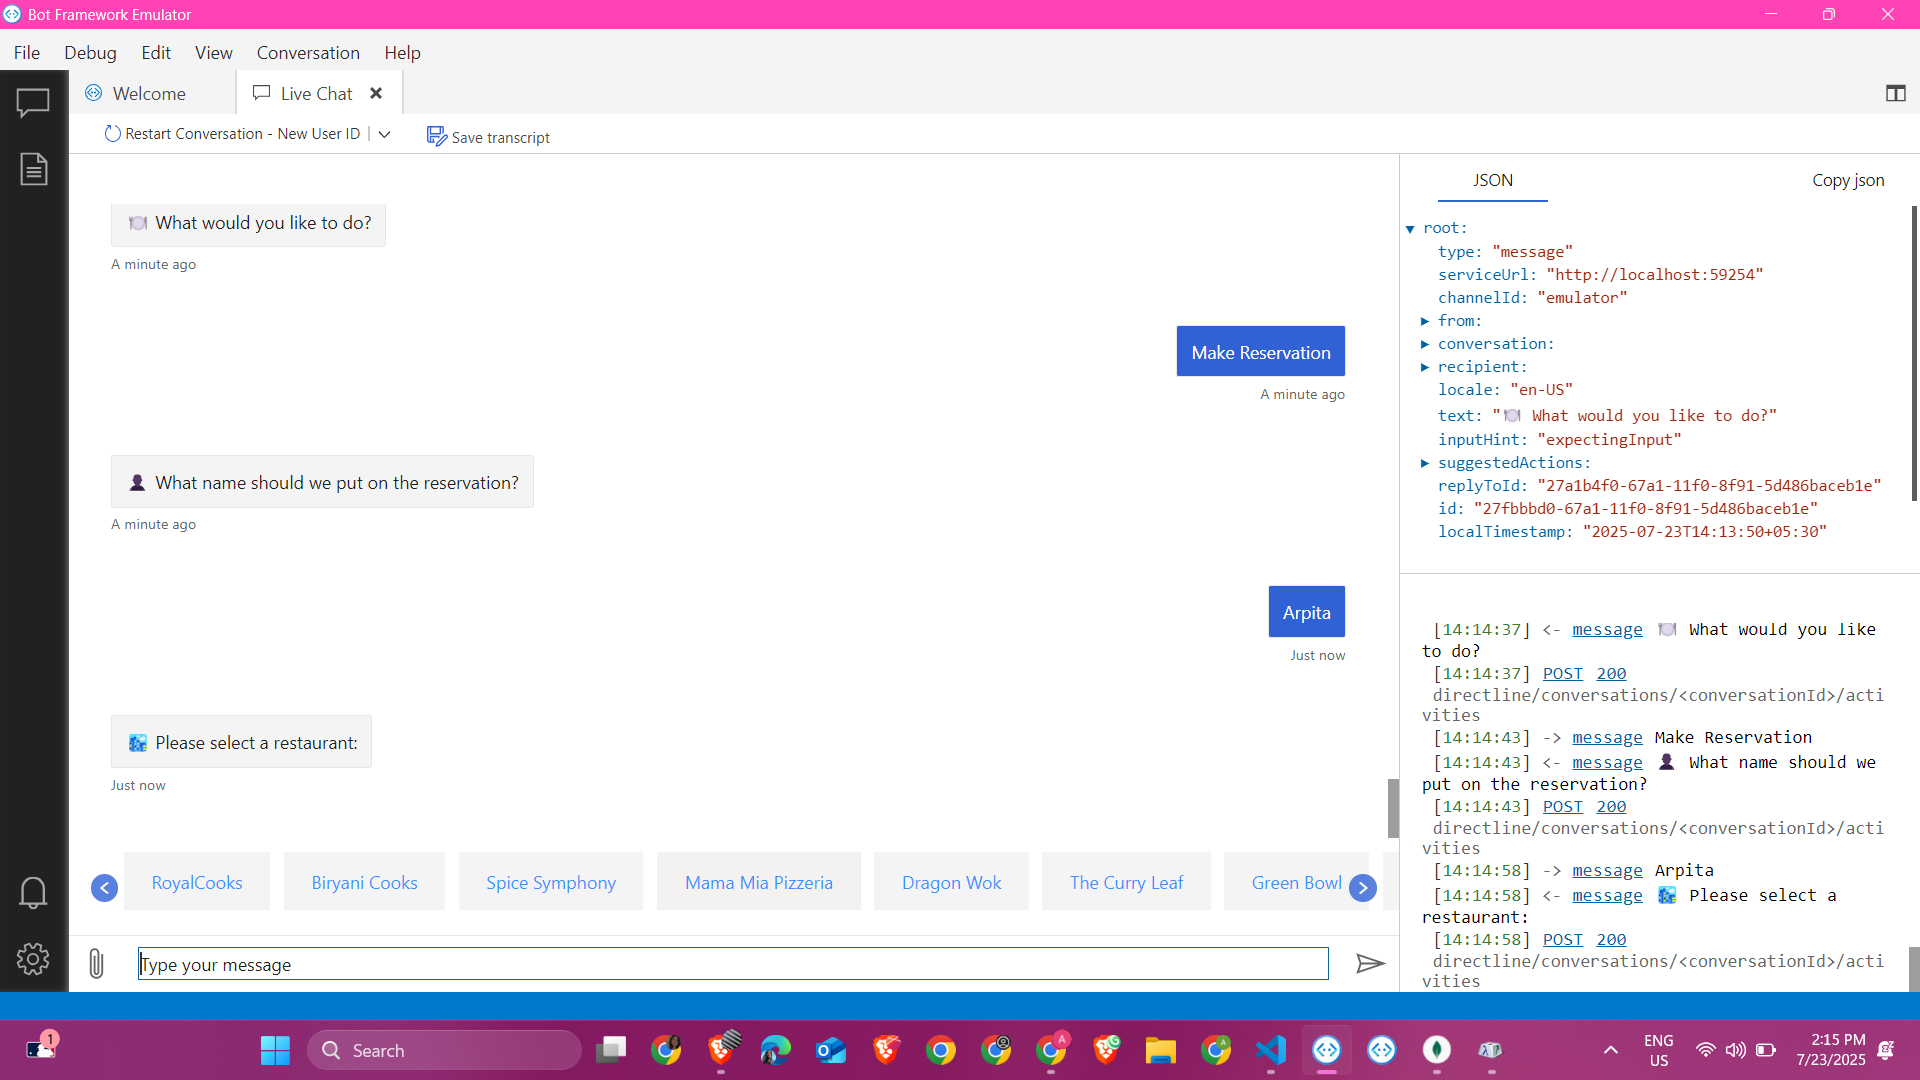 Bot Framework Emulator
File Debug Edit View Conversation Help
Welcome
Live Chat
Restart Conversation - New User ID
Save transcript
🍽️ What would you like to do?
A minute ago
Make Reservation
A minute ago
👤 What name should we put on the reservation?
A minute ago
Arpita
Just now
Please select a restaurant:
Just now
RoyalCooks
Biryani Cooks
Spice Symphony
Mama Mia Pizzeria
Dragon Wok
The Curry Leaf
Green Bowl
Type your message
JSON
Copy json
root:
type: "message"
serviceUrl: "http://localhost:59254"
channelId: "emulator"
from:
conversation:
recipient:
locale: "en-US"
text: "🍽️ What would you like to do?"
inputHint: "expectingInput"
suggestedActions:
replyToId: "27a1b4f0-67a1-11f0-8f91-5d486baceb1e"
id: "27fbbbd0-67a1-11f0-8f91-5d486baceb1e"
localTimestamp: "2025-07-23T14:13:50+05:30"
[14:14:37] <- message 🍽️ What would you like
to do?
[14:14:37] POST 200
directline/conversations/<conversationId>/acti
vities
[14:14:43] -> message Make Reservation
[14:14:43] <- message 👤 What name should we
put on the reservation?
[14:14:43] POST 200
directline/conversations/<conversationId>/acti
vities
[14:14:58] -> message Arpita
[14:14:58] <- message Please select a
restaurant:
[14:14:58] POST 200
directline/conversations/<conversationId>/acti
vities
1
Search
A
G
A
ENG
US
2:15 PM
7/23/2025